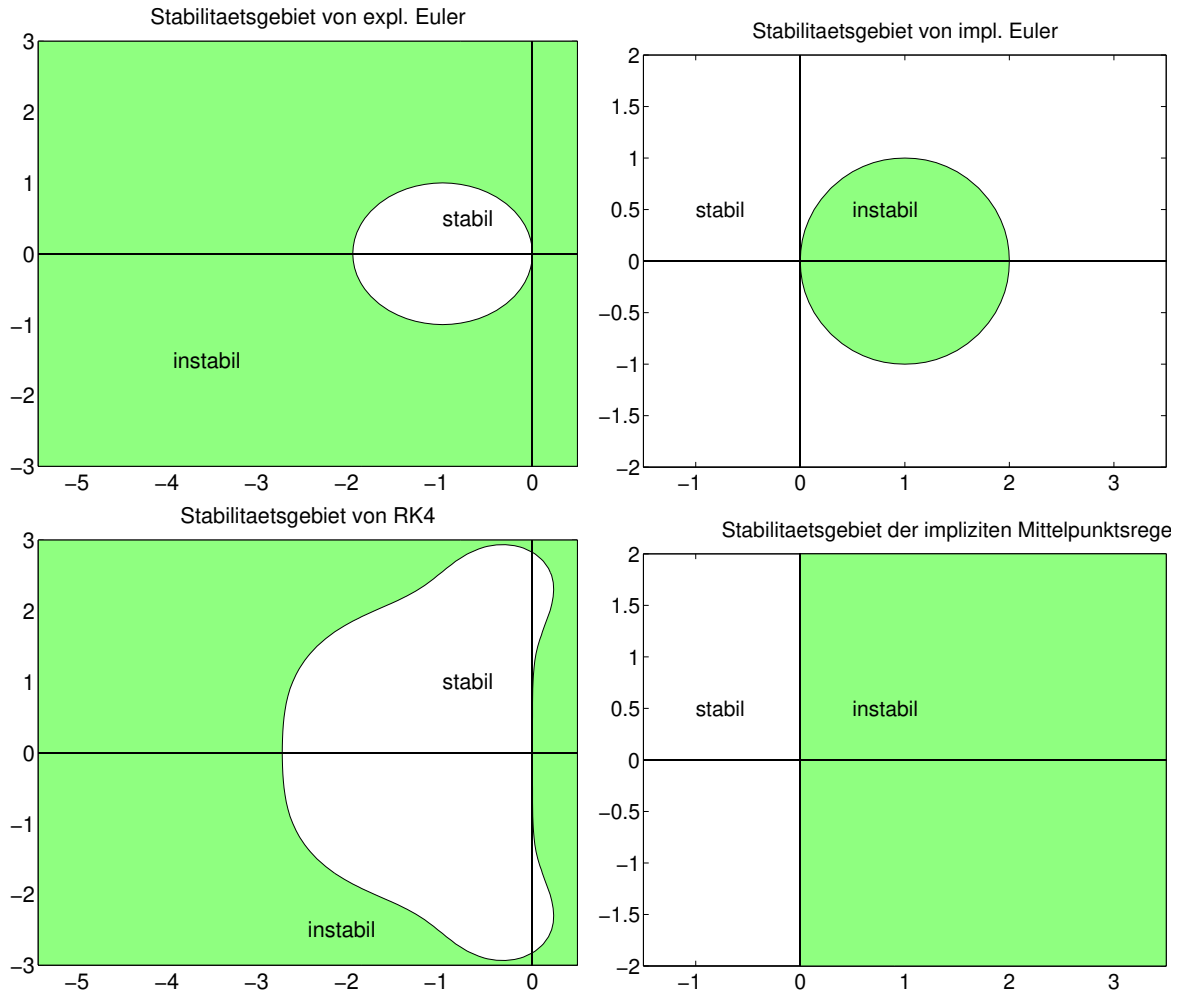 Stabilitaetsgebiet von expl. Euler
3
2
1
0
−1
−2
−3
stabil
instabil
−5 −4 −3 −2 −1 0
Stabilitaetsgebiet von impl. Euler
2
1.5
1
0.5
0
−0.5
−1
−1.5
−2
stabil instabil
−1 0 1 2 3
Stabilitaetsgebiet von RK4
3
2
1
0
−1
−2
−3
stabil
instabil
−5 −4 −3 −2 −1 0
Stabilitaetsgebiet der impliziten Mittelpunktsrege
2
1.5
1
0.5
0
−0.5
−1
−1.5
−2
stabil instabil
−1 0 1 2 3